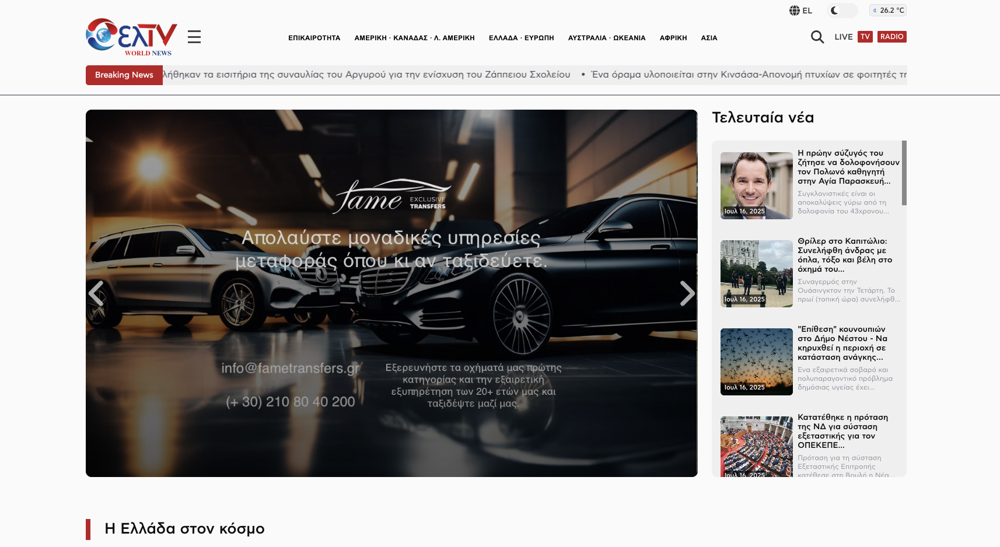 EL
26.2 °C
ελTV
WORLD NEWS
ΕΠΙΚΑΙΡΟΤΗΤΑ
ΑΜΕΡΙΚΗ · ΚΑΝΑΔΑΣ · Λ. ΑΜΕΡΙΚΗ
ΕΛΛΑΔΑ · ΕΥΡΩΠΗ
ΑΥΣΤΡΑΛΙΑ · ΩΚΕΑΝΙΑ
ΑΦΡΙΚΗ
ΑΣΙΑ
LIVE TV RADIO
Breaking News
λήθηκαν τα εισιτήρια της συναυλίας του Αργυρού για την ενίσχυση του Ζάππειου Σχολείου • Ένα όραμα υλοποιείται στην Κινσάσα-Απονομή πτυχίων σε φοιτητές
fame EXCLUSIVE
TRANSFERS
Απολαύστε μοναδικές υπηρεσίες
μεταφοράς όπου κι αν ταξιδεύετε.
info@fametransfers.gr
(+ 30) 210 80 40 200
Εξερευνήστε τα οχήματά μας πρώτης
κατηγορίας και την εξαιρετική
εξυπηρέτηση των 20+ ετών μας και
ταξιδέψτε μαζί μας.
Τελευταία νέα
Η πρώην σύζυγός του
ζήτησε να δολοφονήσουν
τον Πολωνό καθηγητή
στην Αγία Παρασκευή...
Συγκλονιστικές είναι οι
αποκαλύψεις γύρω από τη
δολοφονία του 43χρονου...
Ιουλ 16, 2025
Θρίλερ στο Καπιτώλιο:
Συνελήφθη άνδρας με
όπλα, τόξο και βέλη στο
όχημά του...
Συναγερμός στην
Ουάσινγκτον την Τετάρτη. Το
πρωί (τοπική ώρα) συνελήφθ...
Ιουλ 16, 2025
"Επίθεση" κουνουπιών
στο Δήμο Νέστου - Να
κηρυχθεί η περιοχή σε
κατάσταση ανάγκης...
Ένα εξαιρετικά σοβαρό και
πολυπαραγοντικό πρόβλημα
δημόσιας υγείας έχει...
Ιουλ 16, 2025
Κατατέθηκε η πρόταση
της ΝΔ για σύσταση
εξεταστικής για τον
ΟΠΕΚΕΠΕ...
Πρόταση για τη σύσταση
Εξεταστικής Επιτροπής
κατέθεσε στη Βουλή η Νέα...
Ιουλ 16, 2025
Η Ελλάδα στον κόσμο